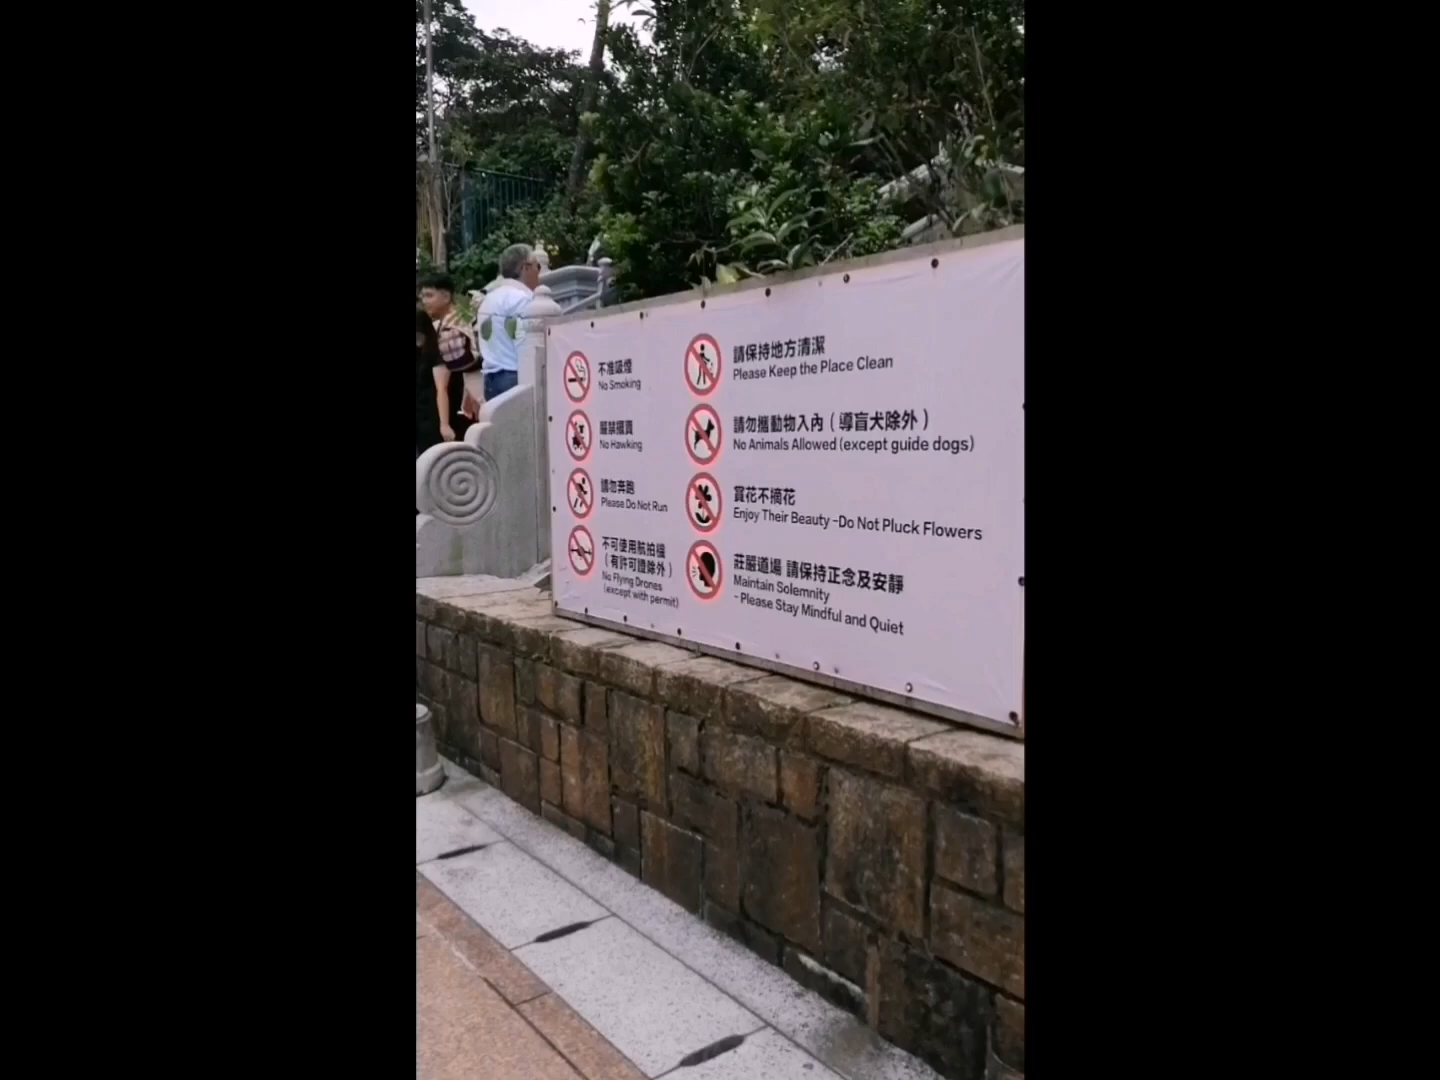 不准吸煙
No Smoking
嚴禁擺賣
No Hawking
請勿奔跑
Please Do Not Run
不可使用航拍機
（有許可證除外）
No Flying Drones
(except with permit)
請保持地方清潔
Please Keep the Place Clean
請勿攜動物入內（導盲犬除外）
No Animals Allowed (except guide dogs)
賞花不摘花
Enjoy Their Beauty -Do Not Pluck Flowers
莊嚴道場 請保持正念及安靜
Maintain Solemnity
- Please Stay Mindful and Quiet